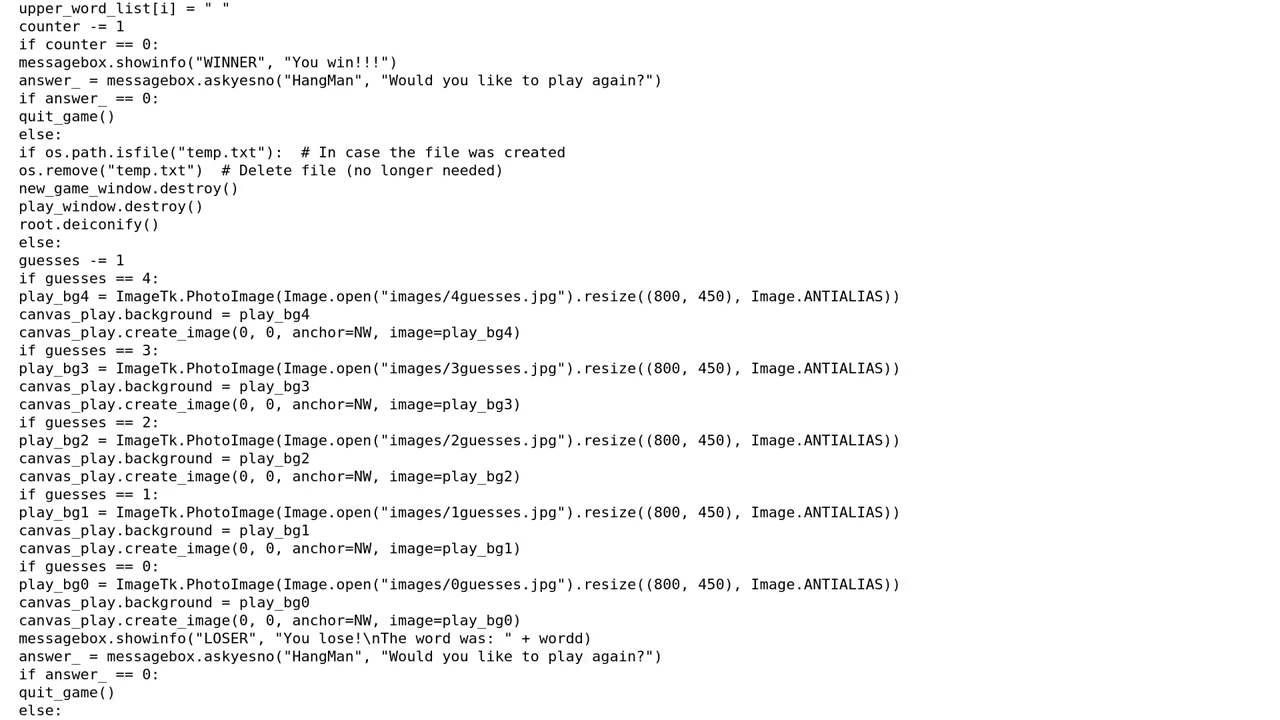 upper_word_list[i] = " "
counter -= 1
if counter == 0:
messagebox.showinfo("WINNER", "You win!!!")
answer_ = messagebox.askyesno("HangMan", "Would you like to play again?")
if answer_ == 0:
quit_game()
else:
if os.path.isfile("temp.txt"):  # In case the file was created
os.remove("temp.txt")  # Delete file (no longer needed)
new_game_window.destroy()
play_window.destroy()
root.deiconify()
else:
guesses -= 1
if guesses == 4:
play_bg4 = ImageTk.PhotoImage(Image.open("images/4guesses.jpg").resize((800, 450), Image.ANTIALIAS))
canvas_play.background = play_bg4
canvas_play.create_image(0, 0, anchor=NW, image=play_bg4)
if guesses == 3:
play_bg3 = ImageTk.PhotoImage(Image.open("images/3guesses.jpg").resize((800, 450), Image.ANTIALIAS))
canvas_play.background = play_bg3
canvas_play.create_image(0, 0, anchor=NW, image=play_bg3)
if guesses == 2:
play_bg2 = ImageTk.PhotoImage(Image.open("images/2guesses.jpg").resize((800, 450), Image.ANTIALIAS))
canvas_play.background = play_bg2
canvas_play.create_image(0, 0, anchor=NW, image=play_bg2)
if guesses == 1:
play_bg1 = ImageTk.PhotoImage(Image.open("images/1guesses.jpg").resize((800, 450), Image.ANTIALIAS))
canvas_play.background = play_bg1
canvas_play.create_image(0, 0, anchor=NW, image=play_bg1)
if guesses == 0:
play_bg0 = ImageTk.PhotoImage(Image.open("images/0guesses.jpg").resize((800, 450), Image.ANTIALIAS))
canvas_play.background = play_bg0
canvas_play.create_image(0, 0, anchor=NW, image=play_bg0)
messagebox.showinfo("LOSER", "You lose!\nThe word was: " + wordd)
answer_ = messagebox.askyesno("HangMan", "Would you like to play again?")
if answer_ == 0:
quit_game()
else: